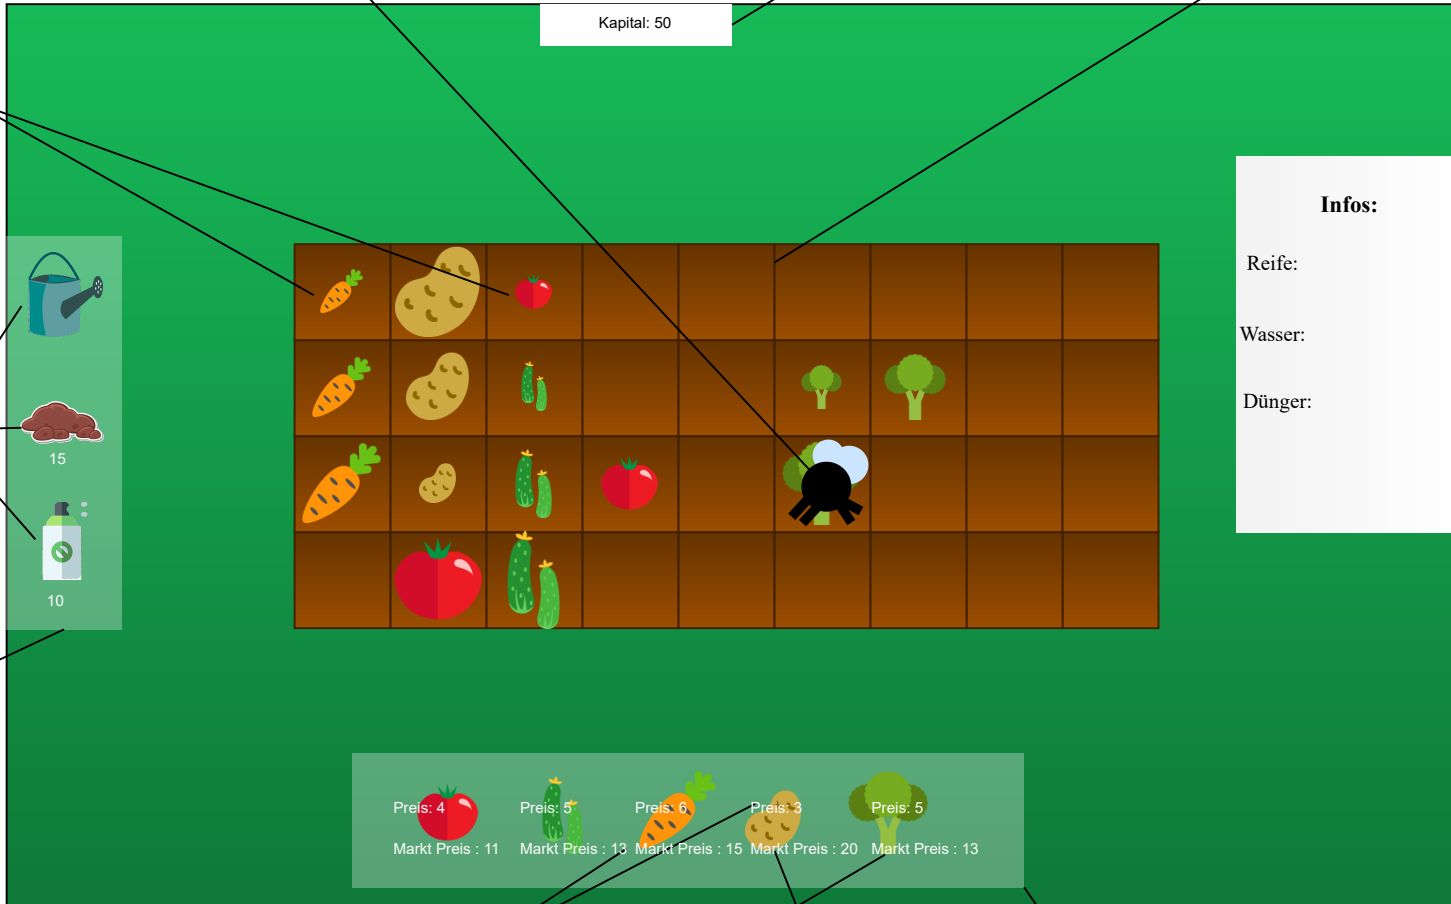 Kapital: 50
Infos:
Reife:
Wasser:
Dünger:
15
10
Preis: 4
Preis: 5
Preis: 6
Preis: 3
Preis: 5
Markt Preis : 11
Markt Preis : 13
Markt Preis : 15
Markt Preis : 20
Markt Preis : 13